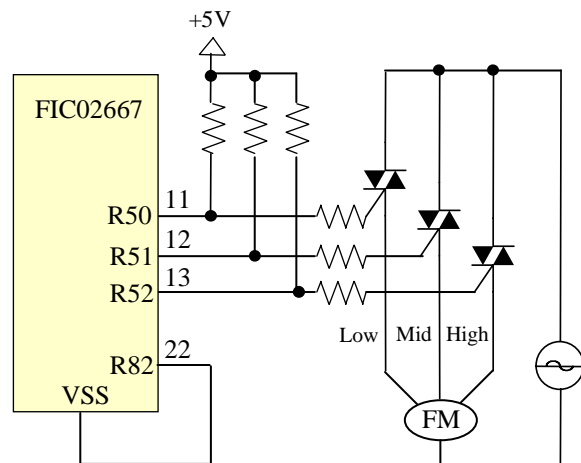 +5V
FIC02667
R50 11
R51 12
R52 13
Low Mid High
R82 22
VSS
FM